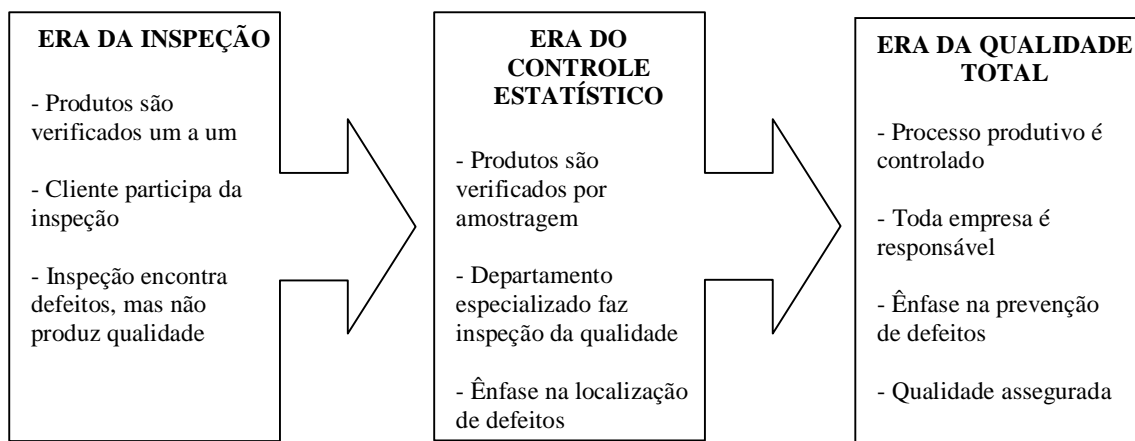 ERA DA INSPEÇÃO
- Produtos são
verificados um a um
- Cliente participa da
inspeção
- Inspeção encontra
defeitos, mas não
produz qualidade
ERA DO
CONTROLE
ESTATÍSTICO
- Produtos são
verificados por
amostragem
- Departamento
especializado faz
inspeção da qualidade
- Ênfase na localização
de defeitos
ERA DA QUALIDADE
TOTAL
- Processo produtivo é
controlado
- Toda empresa é
responsável
- Ênfase na prevenção
de defeitos
- Qualidade assegurada